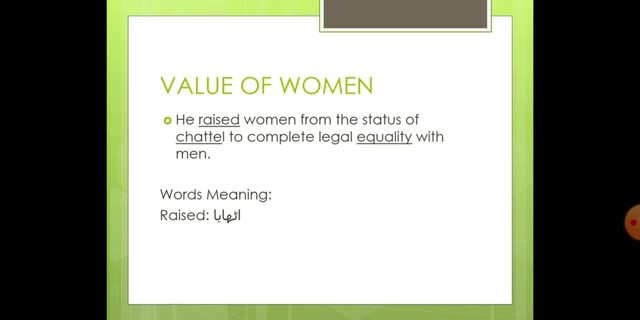 VALUE OF WOMEN
He raised women from the status of
chattel to complete legal equality with
men.
Words Meaning:
Raised: اٹھایا